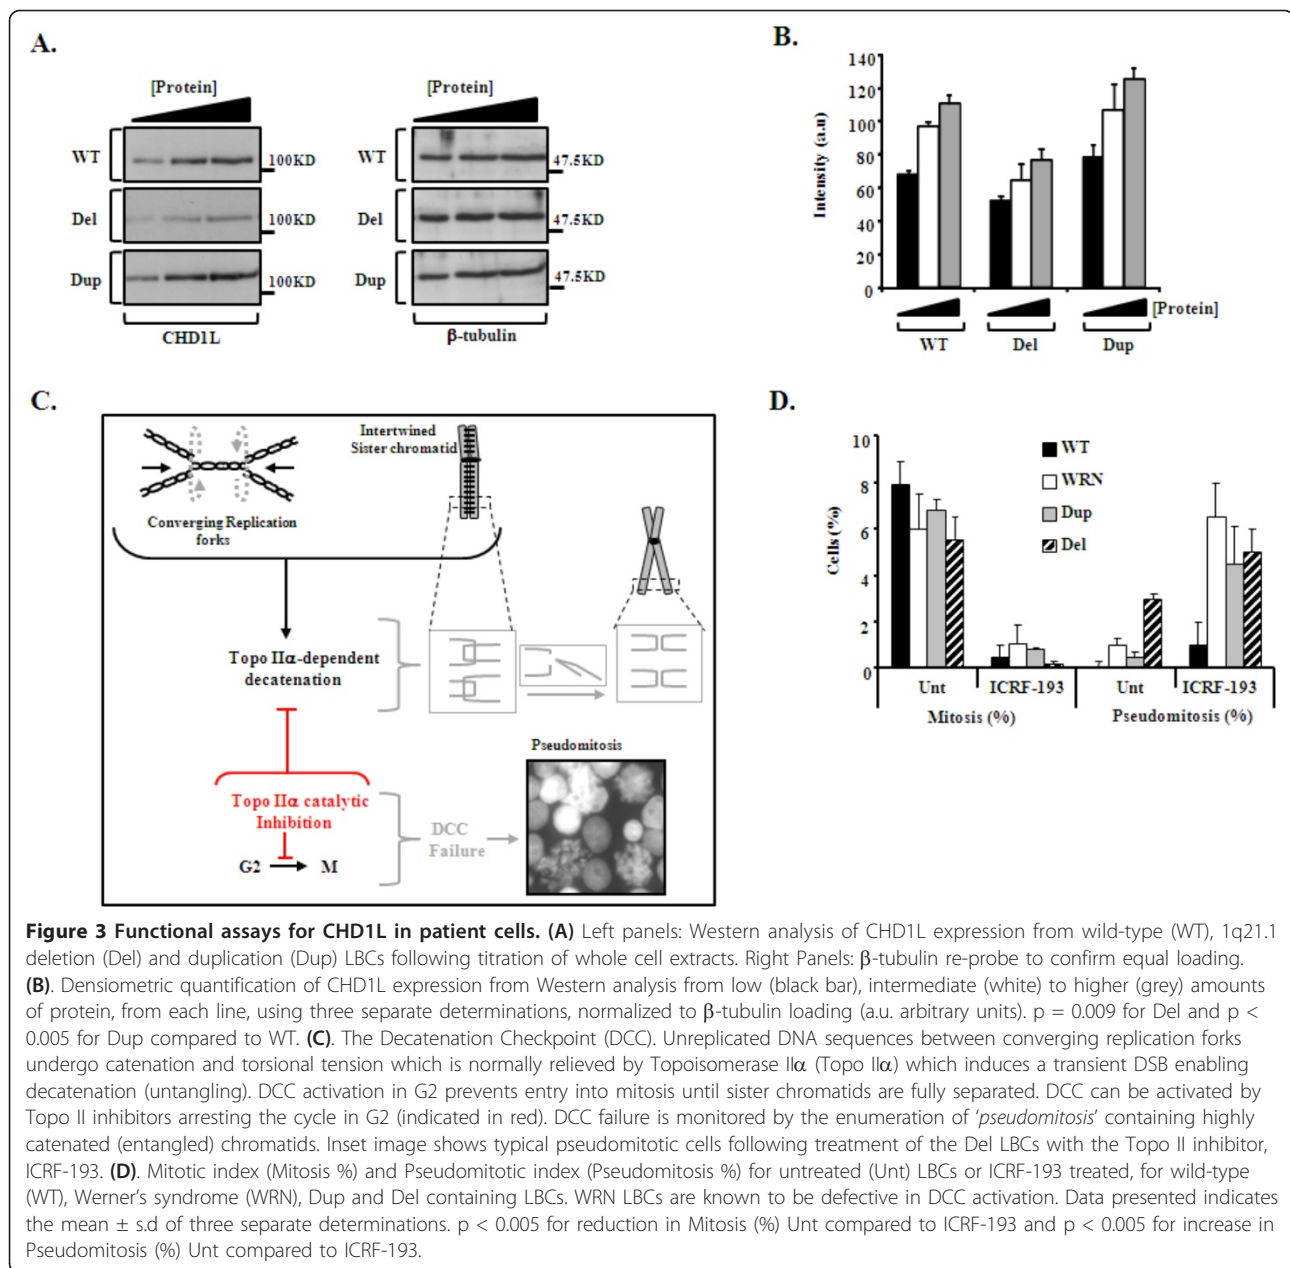 A.
[Protein]
WT
100KD
Del
100KD
Dup
100KD
CHD1L
[Protein]
WT
47.5KD
Del
47.5KD
Dup
47.5KD
β-tubulin
B.
140
120
100
80
60
40
20
0
Intensity (a.u)
[Protein]
WT
Del
Dup
C.
Intertwined
Sister chromatid
Converging Replication
forks
Topo IIα-dependent
decatenation
Topo IIα catalytic
Inhibition
G2
M
DCC
Failure
Pseudomitosis
D.
10
8
6
4
2
0
Cells (%)
WT
WRN
Dup
Del
Unt
ICRF-193
Unt
ICRF-193
Mitosis (%)
Pseudomitosis (%)
Figure 3 Functional assays for CHD1L in patient cells. (A) Left panels: Western analysis of CHD1L expression from wild-type (WT), 1q21.1
deletion (Del) and duplication (Dup) LBCs following titration of whole cell extracts. Right Panels: β-tubulin re-probe to confirm equal loading.
(B). Densiometric quantification of CHD1L expression from Western analysis from low (black bar), intermediate (white) to higher (grey) amounts
of protein, from each line, using three separate determinations, normalized to β-tubulin loading (a.u. arbitrary units). p = 0.009 for Del and p <
0.005 for Dup compared to WT. (C). The Decatenation Checkpoint (DCC). Unreplicated DNA sequences between converging replication forks
undergo catenation and torsional tension which is normally relieved by Topoisomerase IIα (Topo IIα) which induces a transient DSB enabling
decatenation (untangling). DCC activation in G2 prevents entry into mitosis until sister chromatids are fully separated. DCC can be activated by
Topo II inhibitors arresting the cycle in G2 (indicated in red). DCC failure is monitored by the enumeration of 'pseudomitosis' containing highly
catenated (entangled) chromatids. Inset image shows typical pseudomitotic cells following treatment of the Del LBCs with the Topo II inhibitor,
ICRF-193. (D). Mitotic index (Mitosis %) and Pseudomitotic index (Pseudomitosis %) for untreated (Unt) LBCs or ICRF-193 treated, for wild-type
(WT), Werner's syndrome (WRN), Dup and Del containing LBCs. WRN LBCs are known to be defective in DCC activation. Data presented indicates
the mean ± s.d of three separate determinations. p < 0.005 for reduction in Mitosis (%) Unt compared to ICRF-193 and p < 0.005 for increase in
Pseudomitosis (%) Unt compared to ICRF-193.